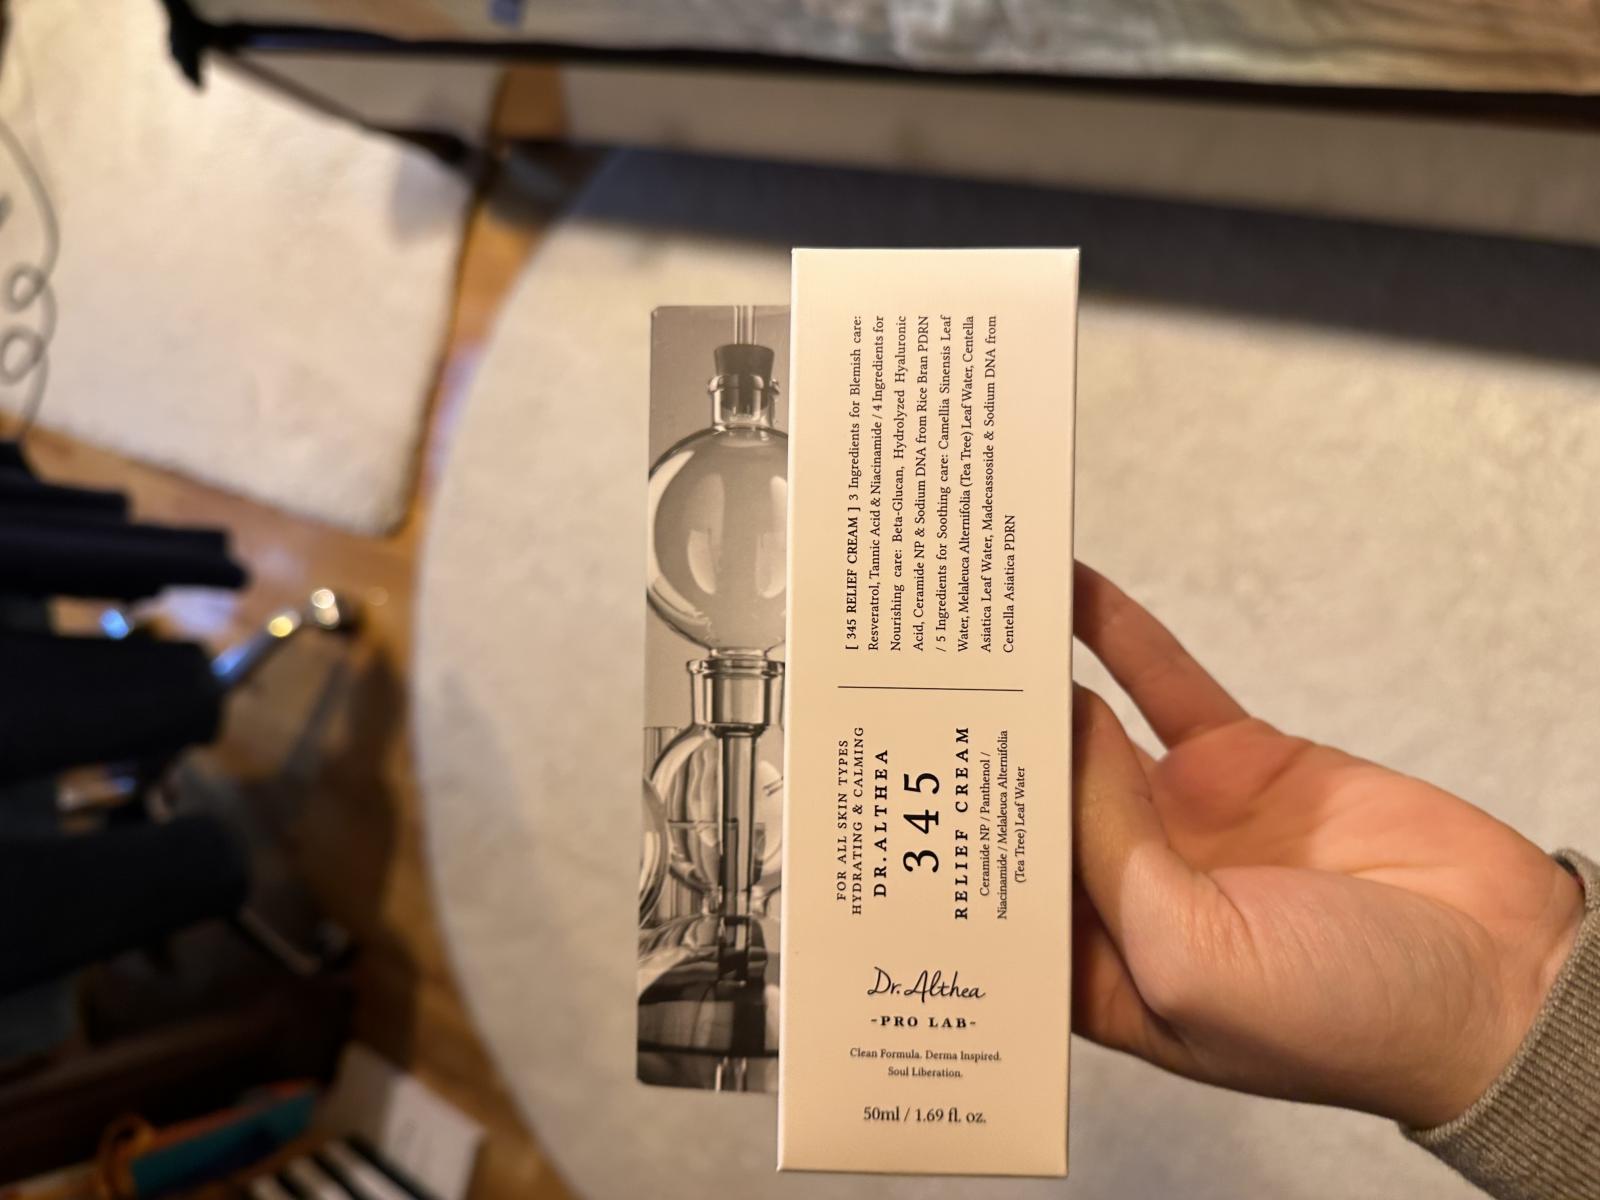 [ 345 RELIEF CREAM ] 3 Ingredients for Blemish care:
Resveratrol, Tannic Acid & Niacinamide / 4 Ingredients for
Nourishing care: Beta-Glucan, Hydrolyzed Hyaluronic
Acid, Ceramide NP & Sodium DNA from Rice Bran PDRN
/ 5 Ingredients for Soothing care: Camellia Sinensis Leaf
Water, Melaleuca Alternifolia (Tea Tree) Leaf Water, Centella
Asiatica Leaf Water, Madecassoside & Sodium DNA from
Centella Asiatica PDRN
FOR ALL SKIN TYPES
HYDRATING & CALMING
DR.ALTHEA
345
RELIEF CREAM
Ceramide NP / Panthenol /
Niacinamide / Melaleuca Alternifolia
(Tea Tree) Leaf Water
Dr.Althea
-PRO LAB-
Clean Formula. Derma Inspired.
Soul Liberation.
50ml / 1.69 fl. oz.